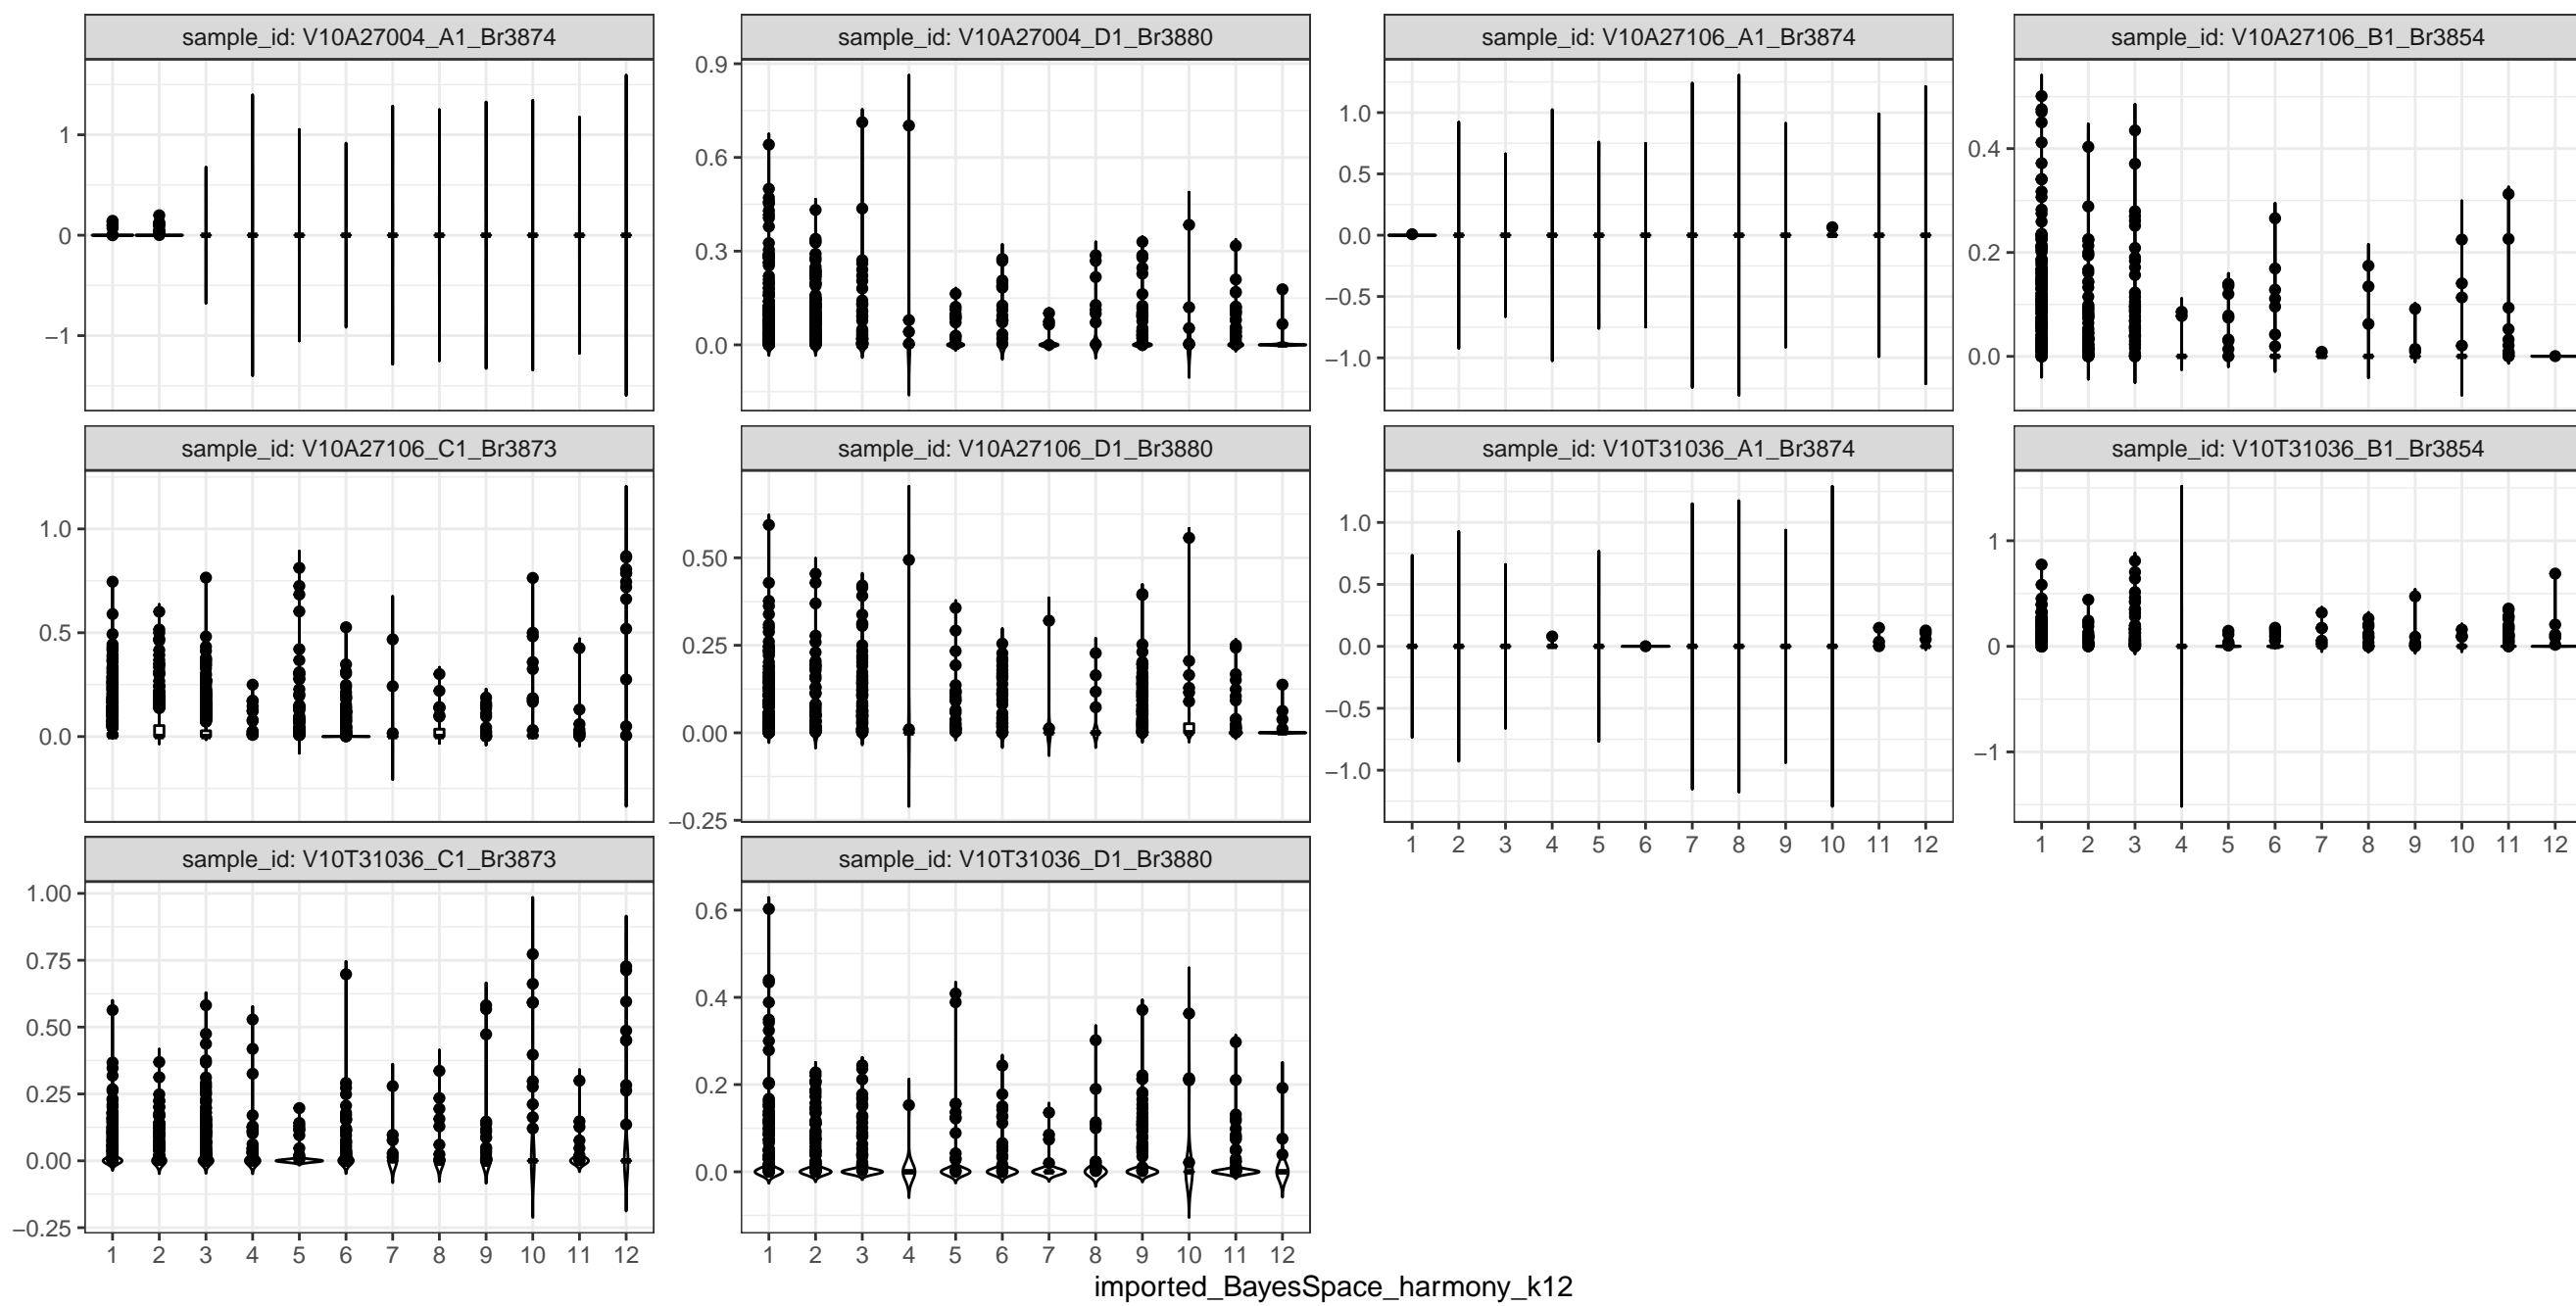 sample_id: V10A27004_A1_Br3874
sample_id: V10A27004_D1_Br3880
sample_id: V10A27106_A1_Br3874
sample_id: V10A27106_B1_Br3854
1
0
−1
0.9
0.6
0.3
0.0
1.0
0.5
0.0
−0.5
−1.0
0.4
0.2
0.0
sample_id: V10A27106_C1_Br3873
sample_id: V10A27106_D1_Br3880
sample_id: V10T31036_A1_Br3874
sample_id: V10T31036_B1_Br3854
1.0
0.5
0.0
0.50
0.25
0.00
−0.25
1.0
0.5
0.0
−0.5
−1.0
1
0
−1
1 2 3 4 5 6 7 8 9 10 11 12
1 2 3 4 5 6 7 8 9 10 11 12
sample_id: V10T31036_C1_Br3873
sample_id: V10T31036_D1_Br3880
1.00
0.75
0.50
0.25
0.00
−0.25
0.6
0.4
0.2
0.0
1 2 3 4 5 6 7 8 9 10 11 12
1 2 3 4 5 6 7 8 9 10 11 12
imported_BayesSpace_harmony_k12